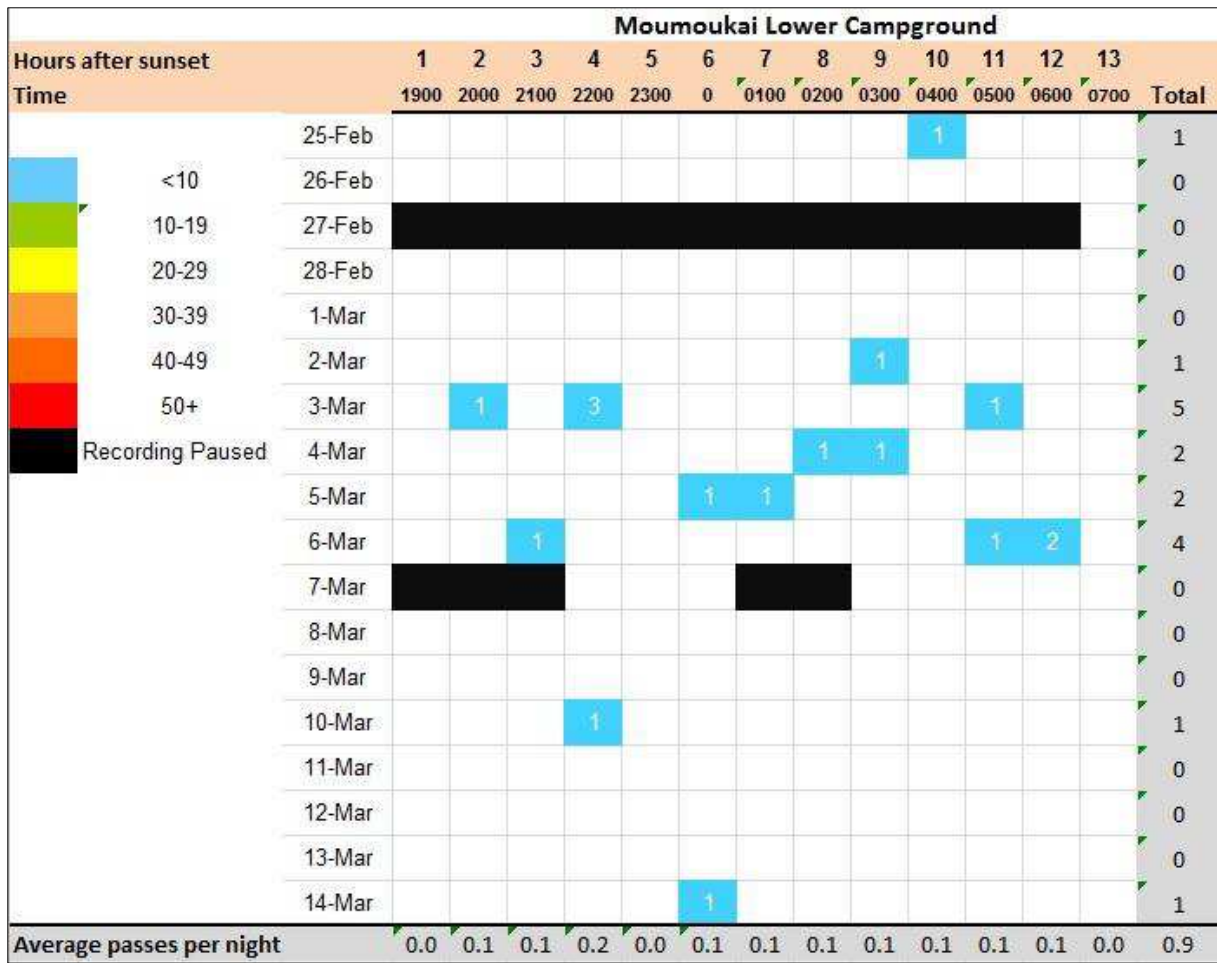 Moumoukai Lower Campground
Hours after sunset 1 2 3 4 5 6 7 8 9 10 11 12 13
Time 1900 2000 2100 2200 2300 0 0100 0200 0300 0400 0500 0600 0700 Total
25-Feb 1 1
<10 26-Feb 0
10-19 27-Feb 0
20-29 28-Feb 0
30-39 1-Mar 0
40-49 2-Mar 1 1
50+ 3-Mar 1 3 1 5
Recording Paused 4-Mar 1 1 2
5-Mar 1 1 2
6-Mar 1 1 2 4
7-Mar 0
8-Mar 0
9-Mar 0
10-Mar 1 1
11-Mar 0
12-Mar 0
13-Mar 0
14-Mar 1 1
Average passes per night 0.0 0.1 0.1 0.2 0.0 0.1 0.1 0.1 0.1 0.1 0.1 0.1 0.0 0.9